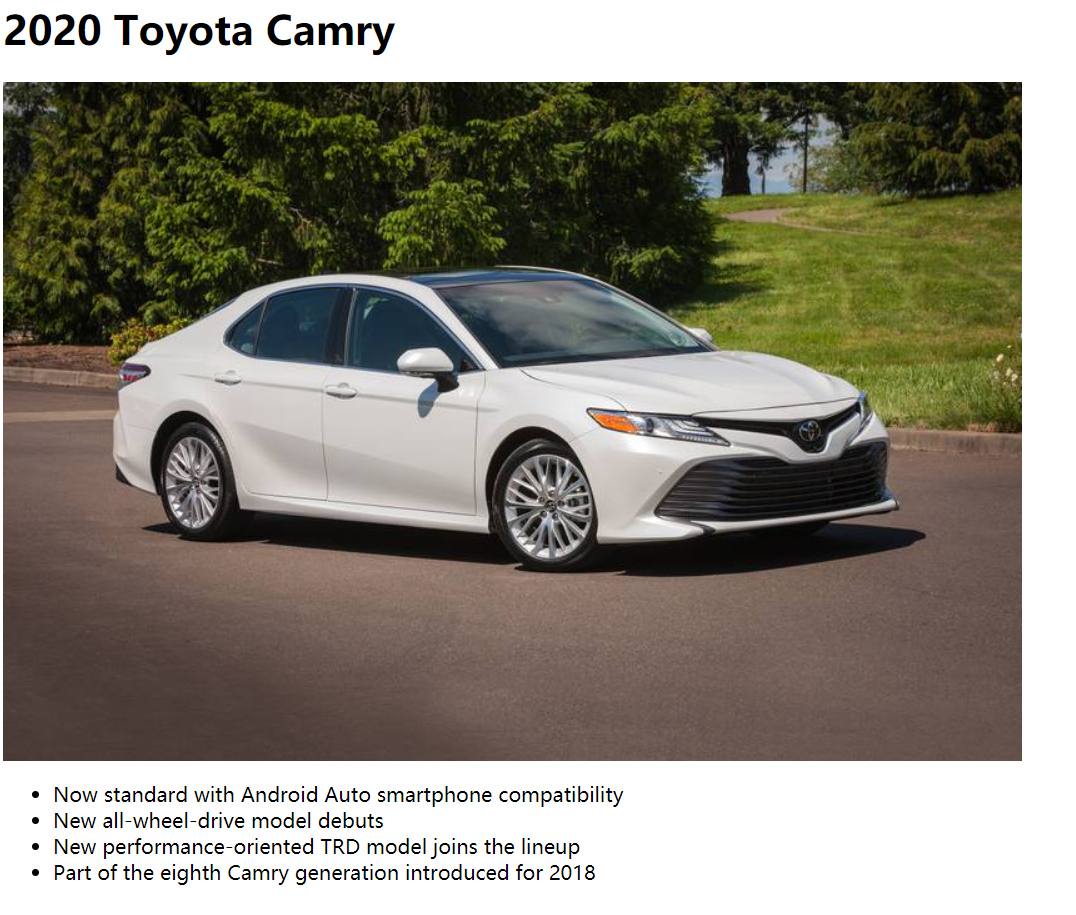 2020 Toyota Camry
Now standard with Android Auto smartphone compatibility
New all-wheel-drive model debuts
New performance-oriented TRD model joins the lineup
Part of the eighth Camry generation introduced for 2018